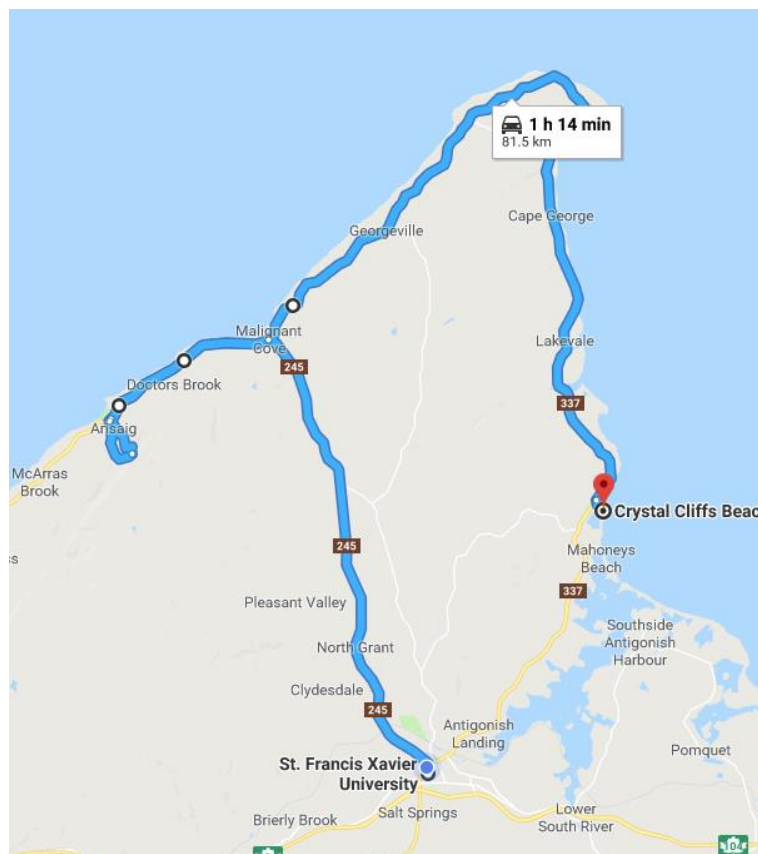 1 h 14 min
81.5 km
Cape George
Georgeville
Malignant
Cove
Lakevale
245
Doctors Brook
337
Arisaig
McArras
Brook
Crystal Cliffs Beac
245
Mahoneys
Beach
ss
337
Pleasant Valley
Southside
Antigonish
Harbour
North Grant
Clydesdale
245
Antigonish
Landing
Pomquet
St. Francis Xavier
University
Salt Springs
Lower
South River
Brierly Brook
104